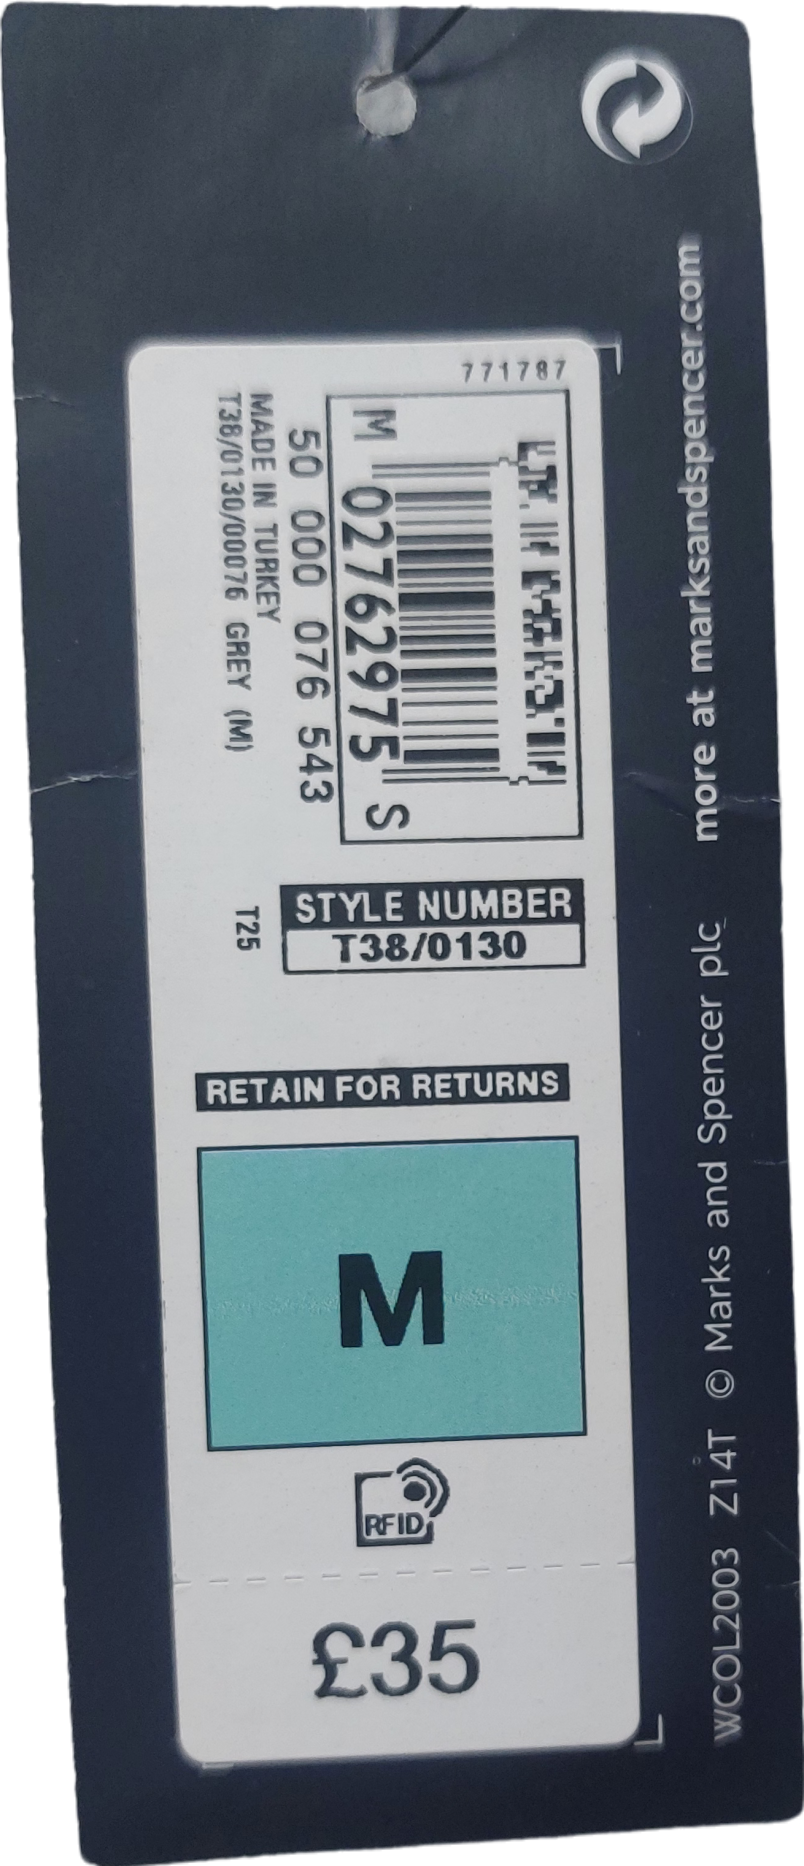 771787
M 02762975 S
50 000 076 543
MADE IN TURKEY
T38/0130/00076 GREY (M)
STYLE NUMBER
T38/0130
T25
RETAIN FOR RETURNS
M
RFID
£35
WCOL2003 Z14T © Marks and Spencer plc more at marksandspencer.com